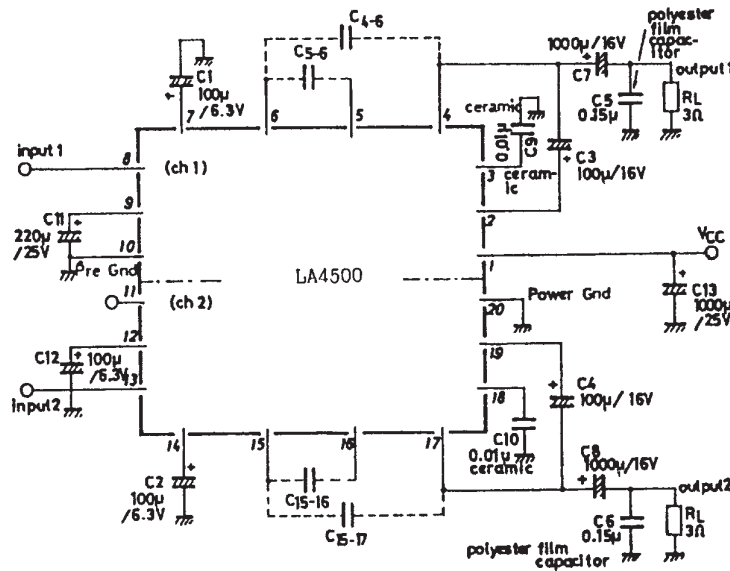 C4-6
C5-6
C1
100μ
/6.3V
7
6
5
4
1000μ/16V
C7
polyester
film
capac-
itor
output1
C5
0.15μ
RL
3Ω
ceramic
0.01μ
C9
3
ceram-
ic
C3
100μ/16V
input1
8
(ch 1)
9
C11
220μ
/25V
10
Pre Gnd
2
1
VCC
C13
1000μ
/25V
LA4500
11
(ch 2)
20
Power Gnd
12
C12
100μ
/6.3V
13
input2
19
18
C4
100μ/16V
C10
0.01μ
ceramic
14
15
16
17
C2
100μ
/6.3V
C15-16
C15-17
C8
1000μ/16V
output2
C6
0.15μ
RL
3Ω
polyester film
capacitor